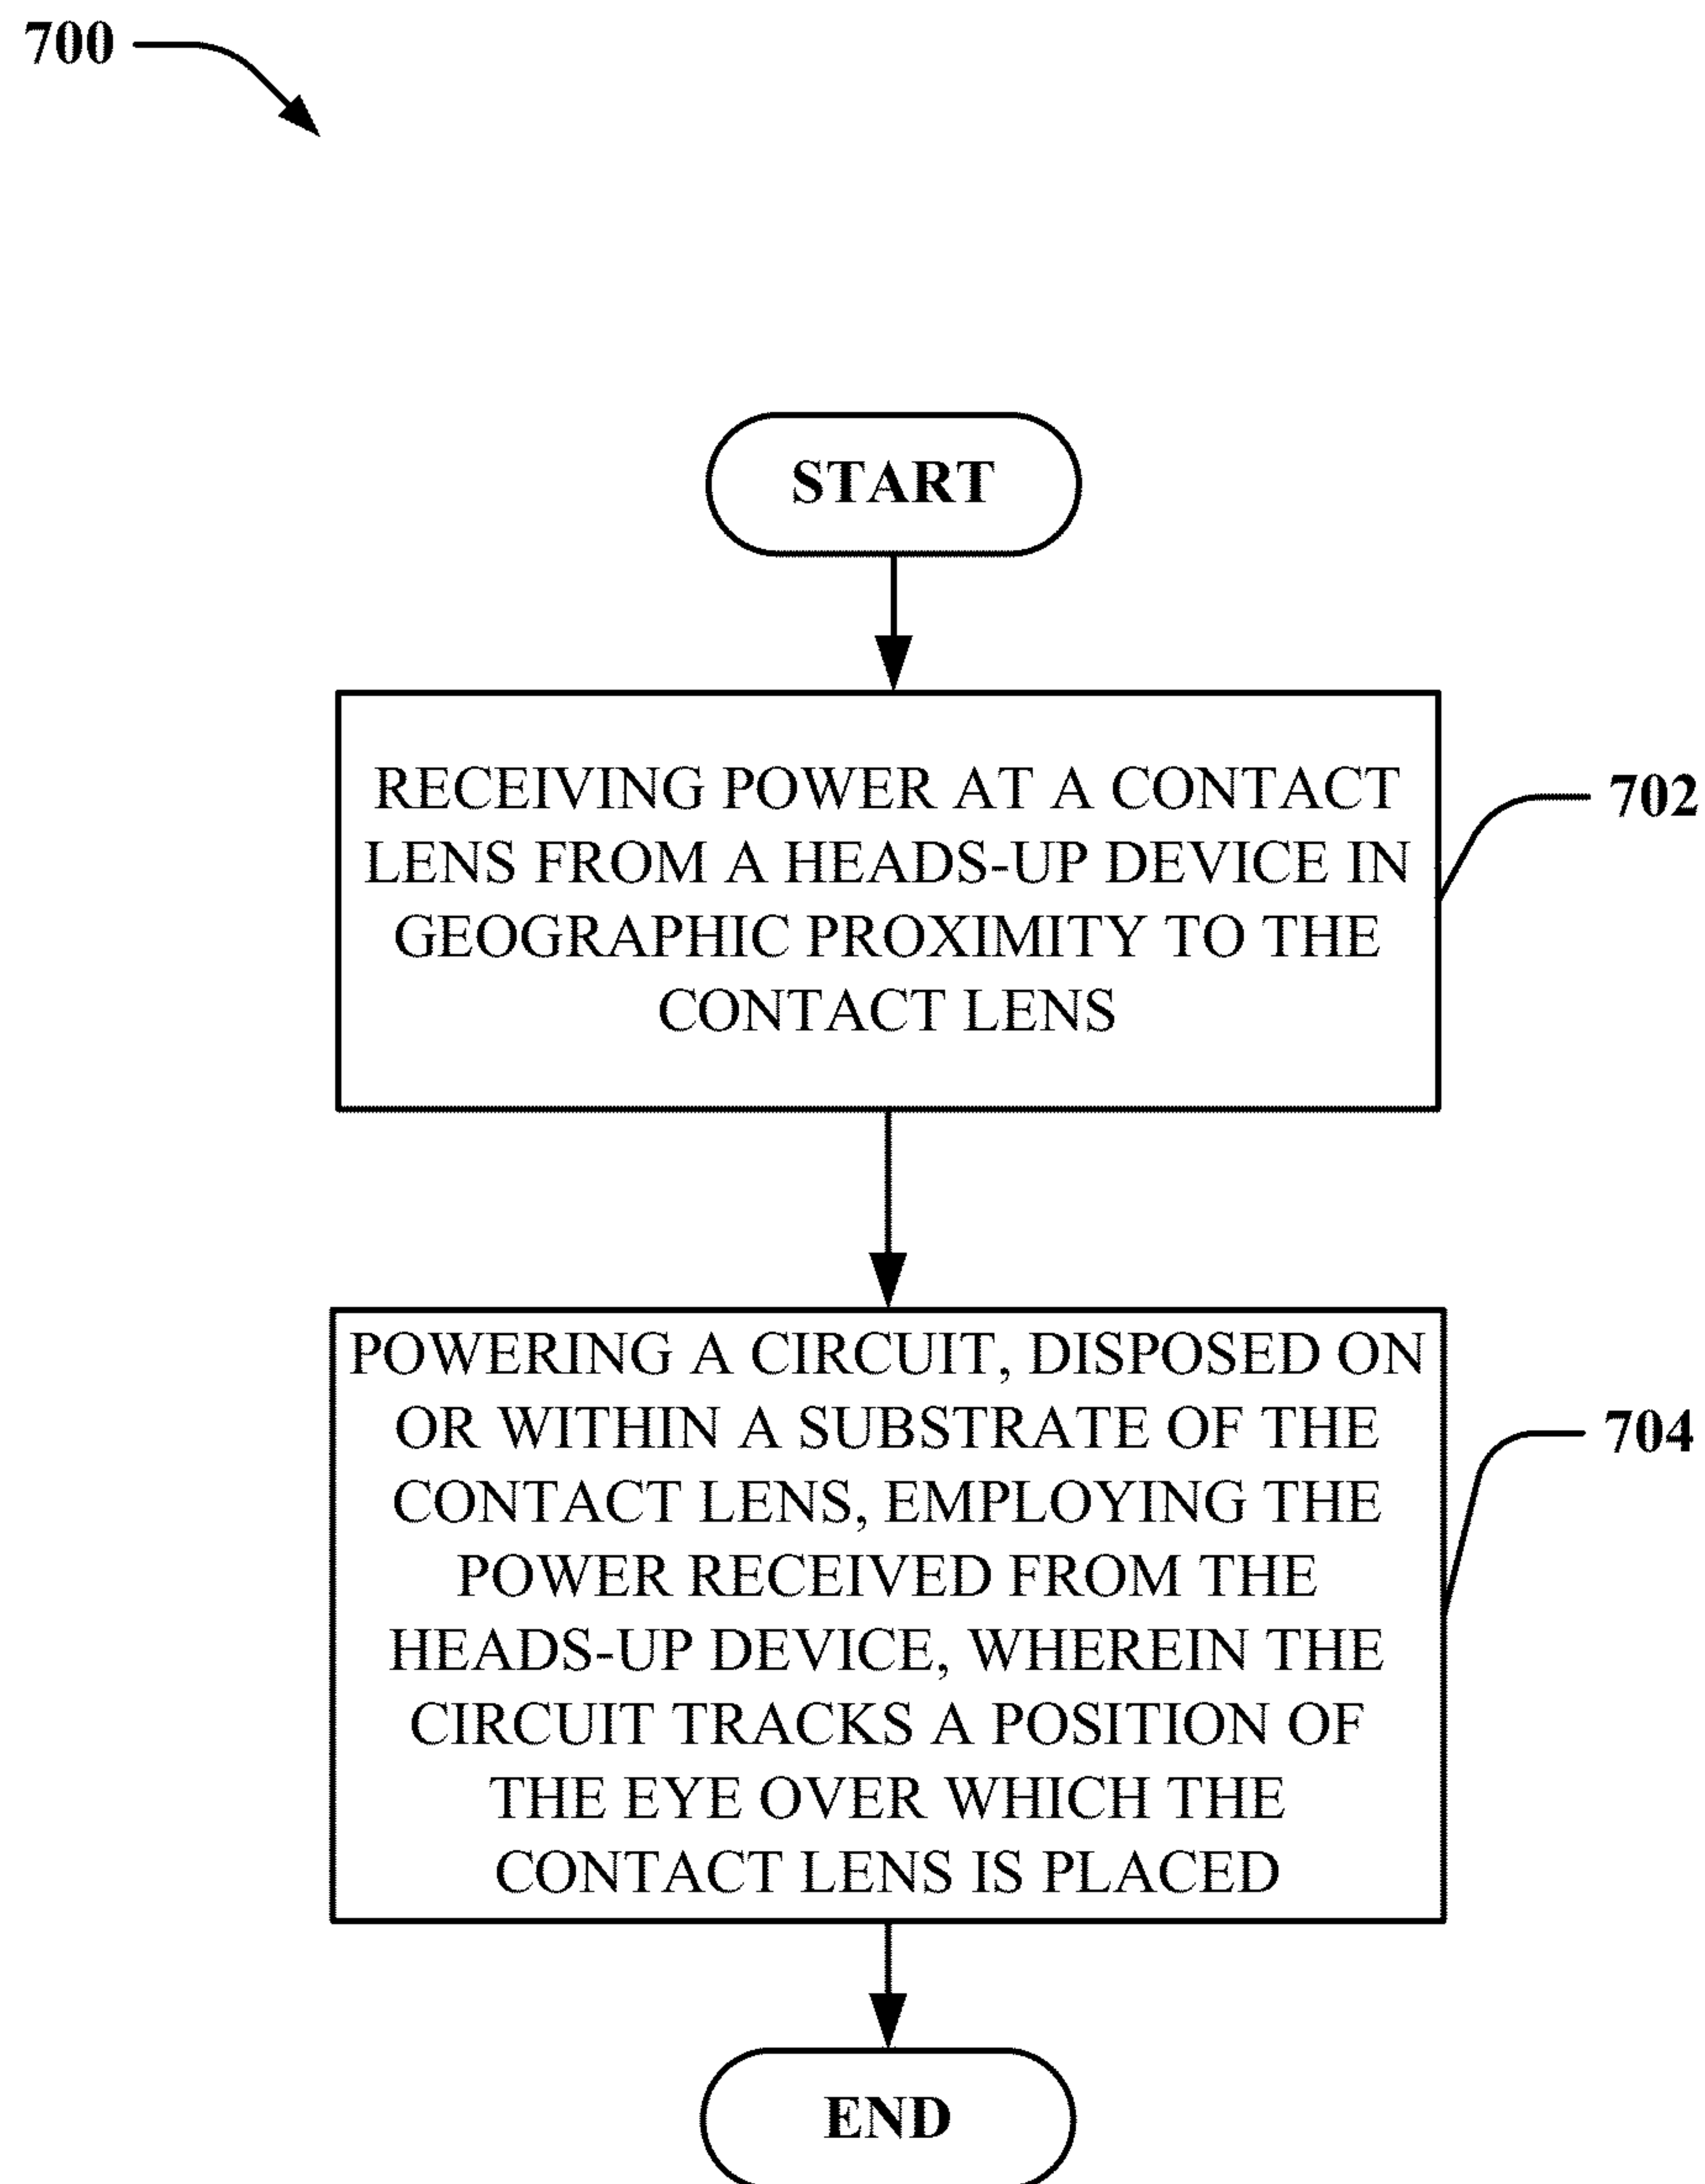 700
START
RECEIVING POWER AT A CONTACT
LENS FROM A HEADS-UP DEVICE IN
GEOGRAPHIC PROXIMITY TO THE
CONTACT LENS
702
POWERING A CIRCUIT, DISPOSED ON
OR WITHIN A SUBSTRATE OF THE
CONTACT LENS, EMPLOYING THE
POWER RECEIVED FROM THE
HEADS-UP DEVICE, WHEREIN THE
CIRCUIT TRACKS A POSITION OF
THE EYE OVER WHICH THE
CONTACT LENS IS PLACED
704
END